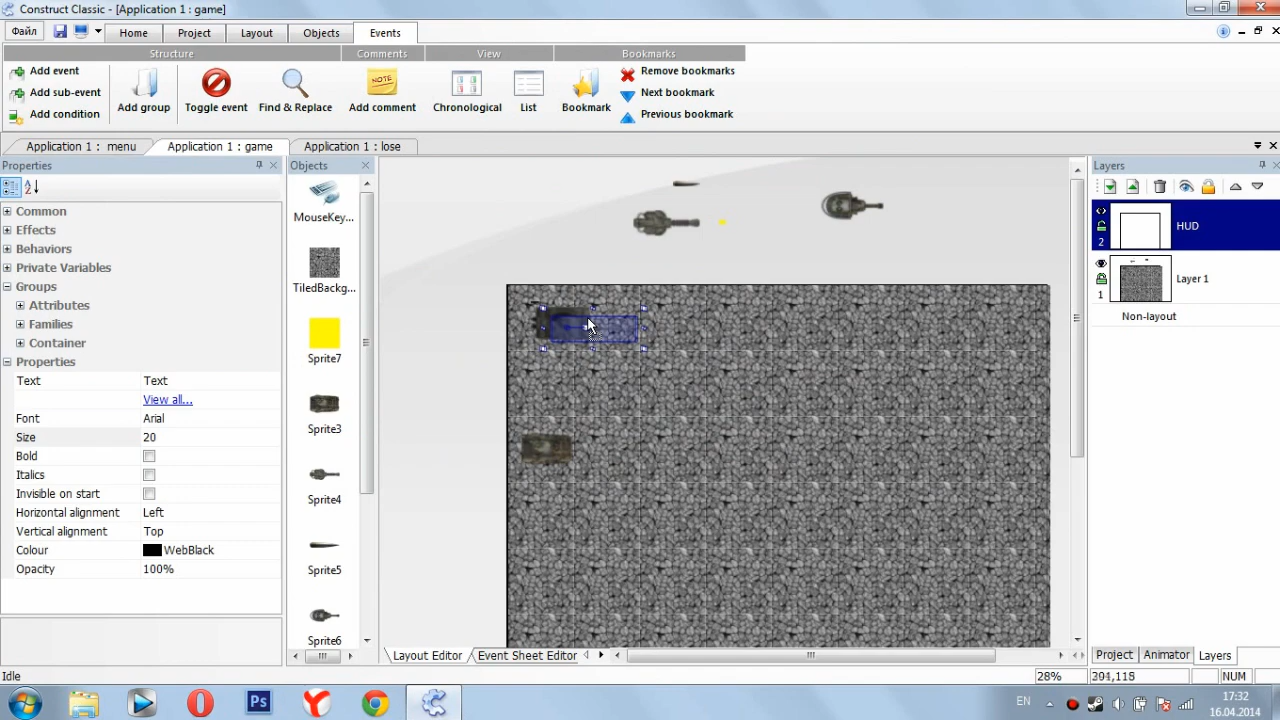 Construct Classic - [Application 1 : game]
Файл
Home
Project
Layout
Objects
Events
Structure
Comments
View
Bookmarks
Add event
Add sub-event
Add condition
Add group
Toggle event
Find & Replace
NOTE
Add comment
Chronological
List
Bookmark
Remove bookmarks
Next bookmark
Previous bookmark
Application 1 : menu
Application 1 : game
Application 1 : lose
Properties
Common
Effects
Behaviors
Private Variables
Groups
Attributes
Families
Container
Properties
Text Text
View all...
Font Arial
Size 20
Bold
Italics
Invisible on start
Horizontal alignment Left
Vertical alignment Top
Colour WebBlack
Opacity 100%
Objects
MouseKey...
TiledBackg...
Sprite7
Sprite3
Sprite4
Sprite5
Sprite6
Layout Editor
Event Sheet Editor
Layers
2 HUD
1 Layer 1
Non-layout
Project
Animator
Layers
Idle
28%
394,115
NUM
Ps
EN
17:32
16.04.2014